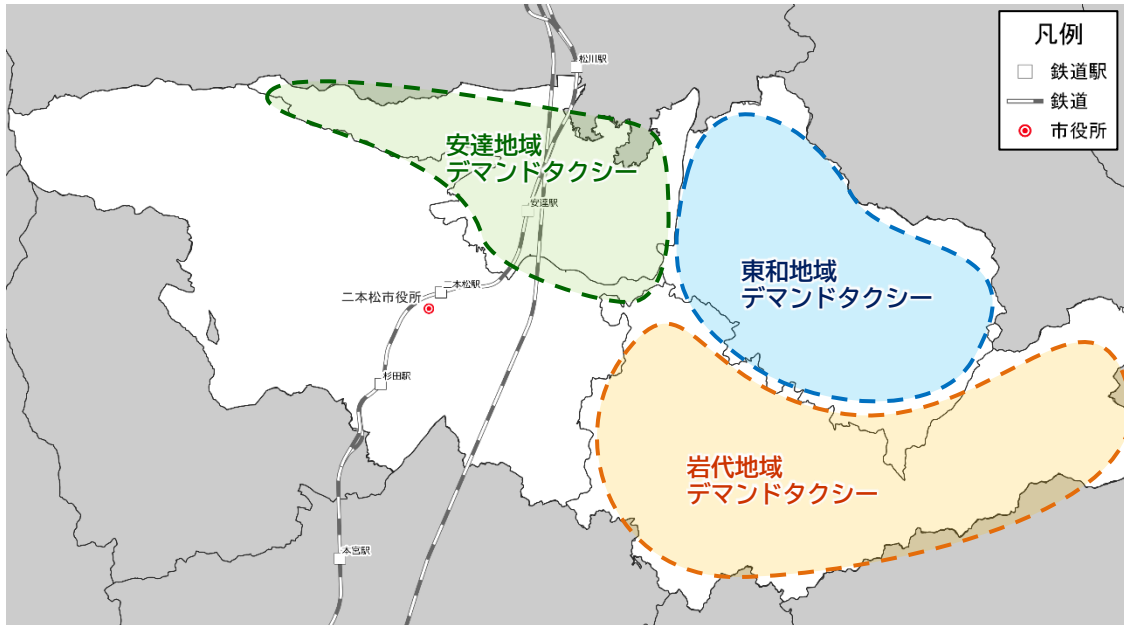 凡例
鉄道駅
鉄道
市役所
松川駅
安達地域
デマンドタクシー
安達駅
東和地域
デマンドタクシー
二本松駅
二本松市役所
杉田駅
岩代地域
デマンドタクシー
本宮駅